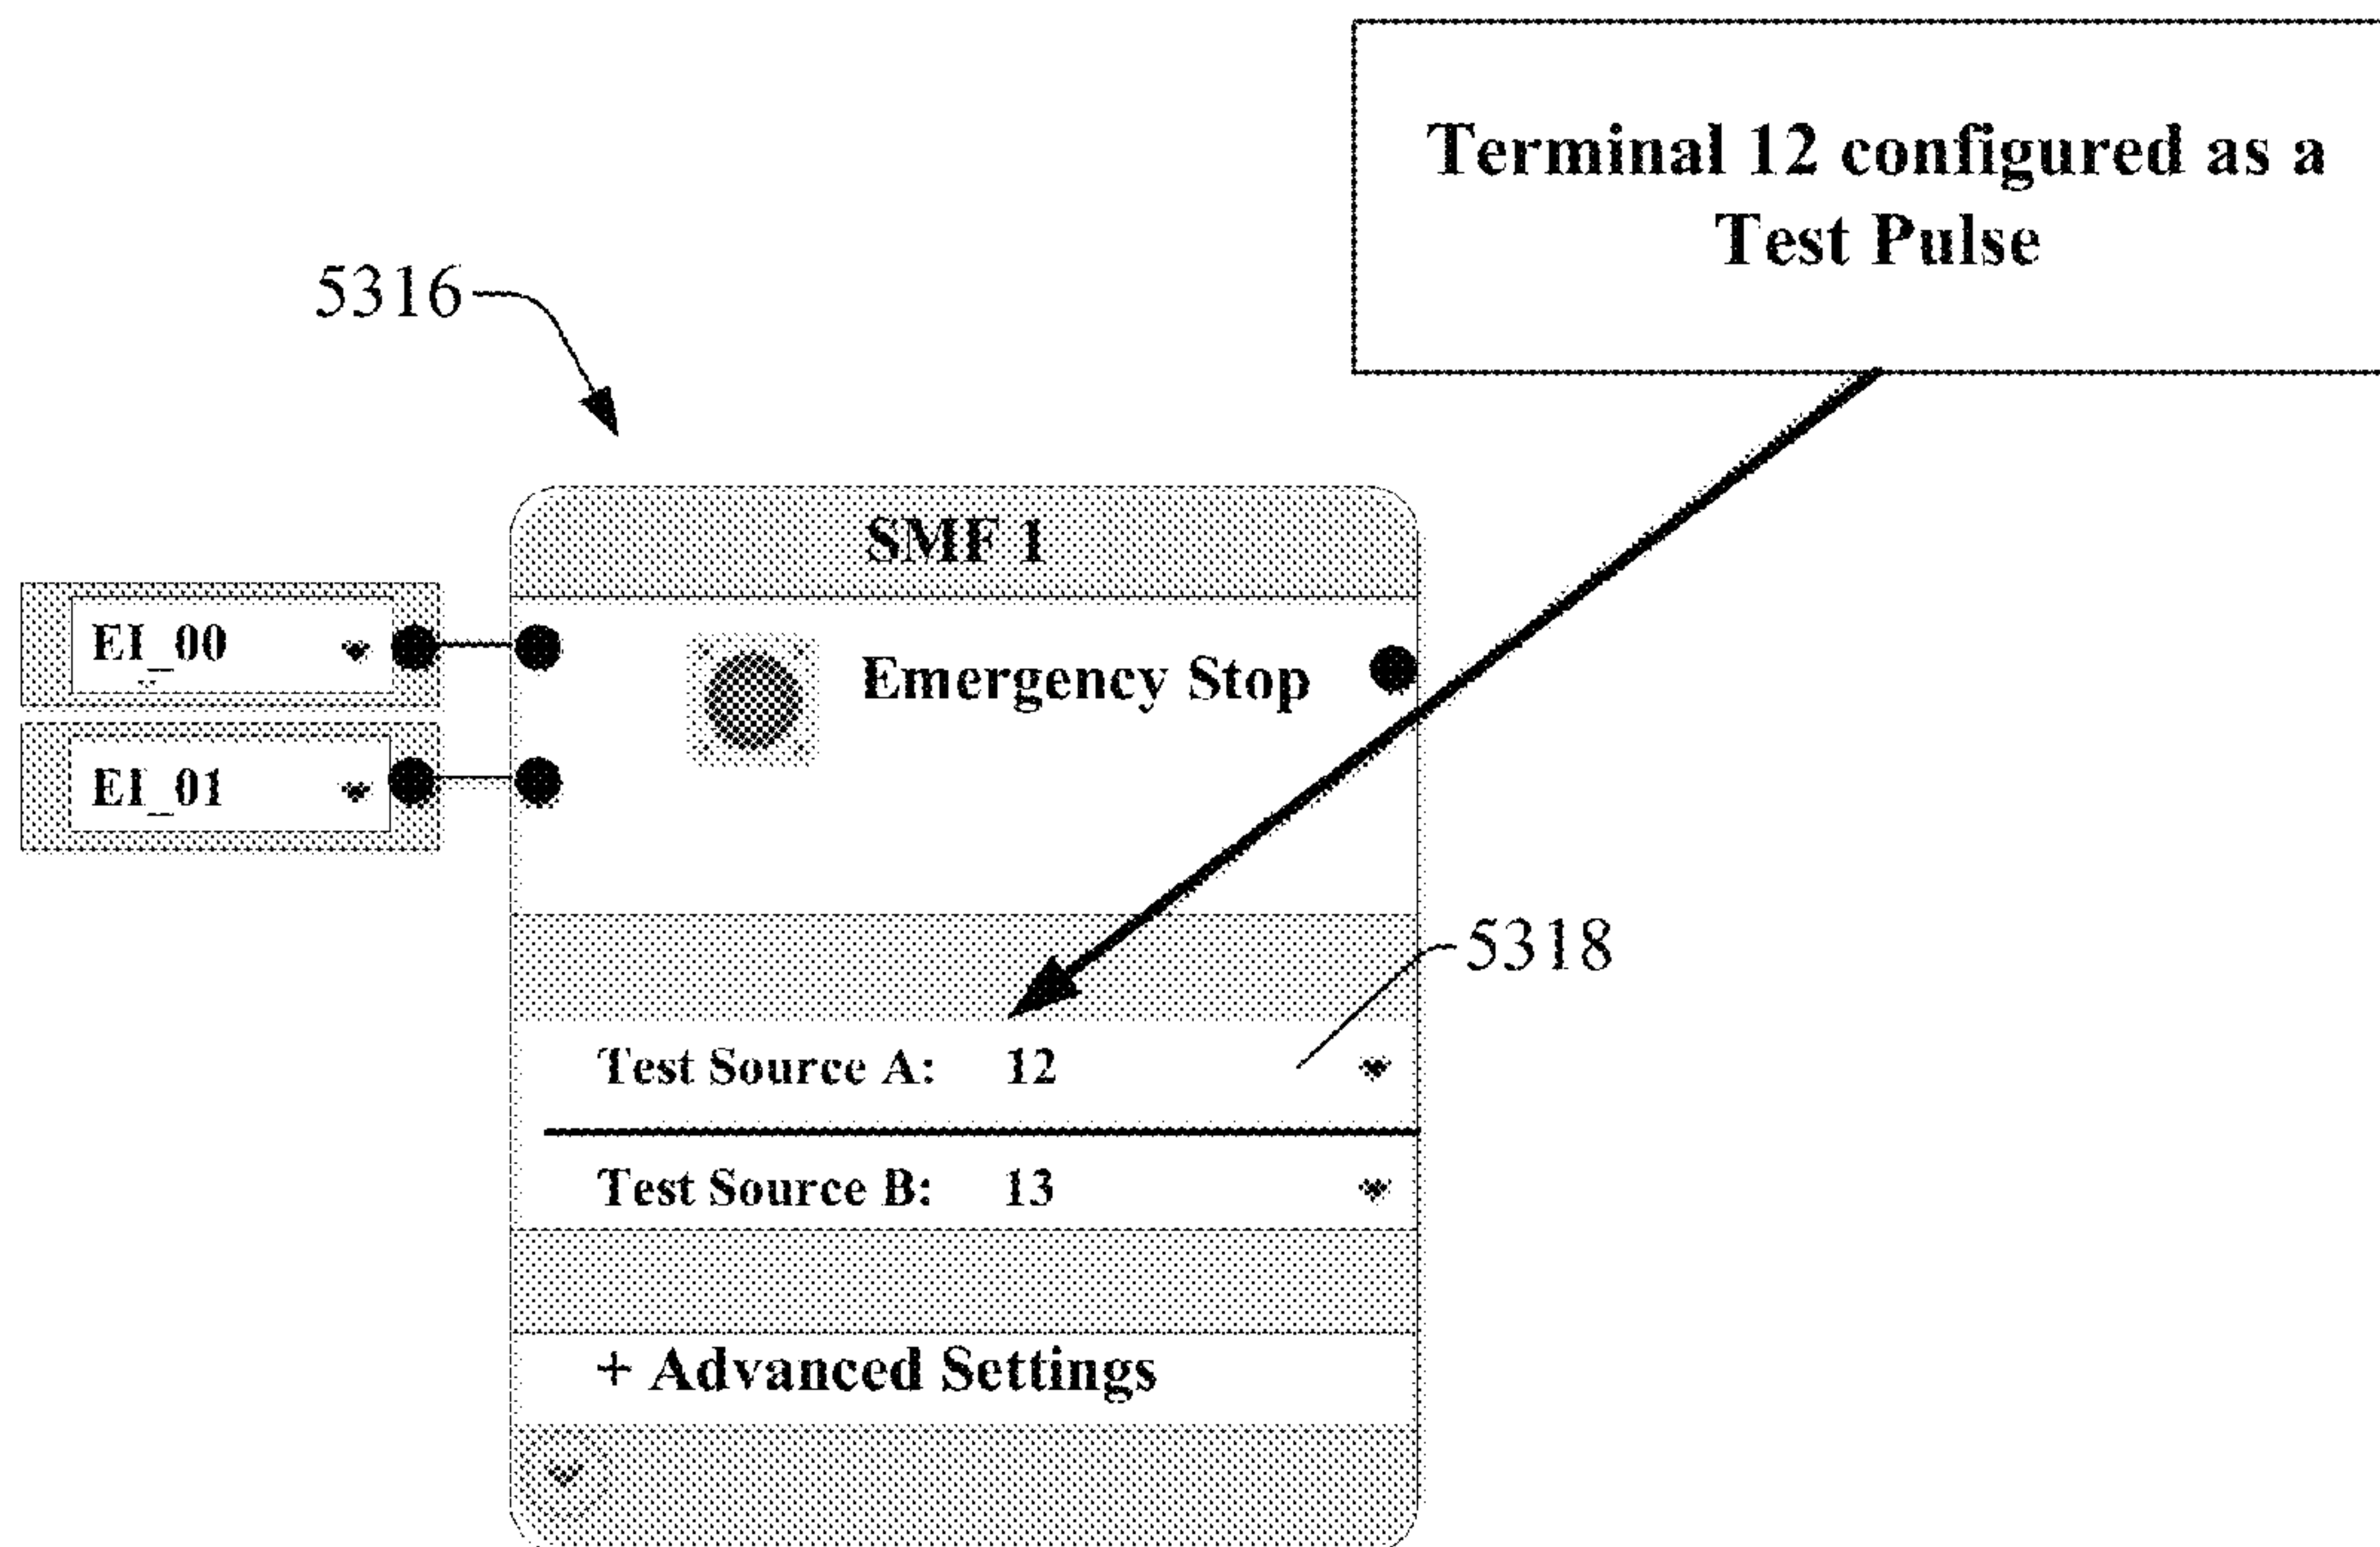 Terminal 12 configured as a
Test Pulse
5316
SMF 1
EI_00
Emergency Stop
EI_01
5318
Test Source A: 12
Test Source B: 13
+ Advanced Settings